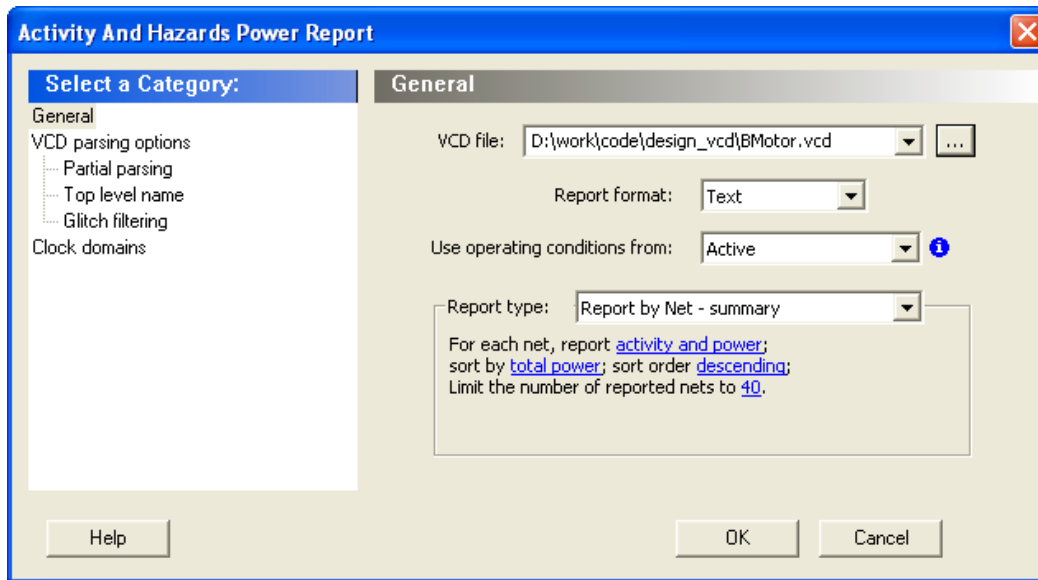 Activity And Hazards Power Report
Select a Category:
General
VCD parsing options
Partial parsing
Top level name
Glitch filtering
Clock domains
General
VCD file: D:\work\code\design_vcd\BMotor.vcd ...
Report format: Text
Use operating conditions from: Active
Report type: Report by Net - summary
For each net, report activity and power;
sort by total power; sort order descending;
Limit the number of reported nets to 40.
Help OK Cancel